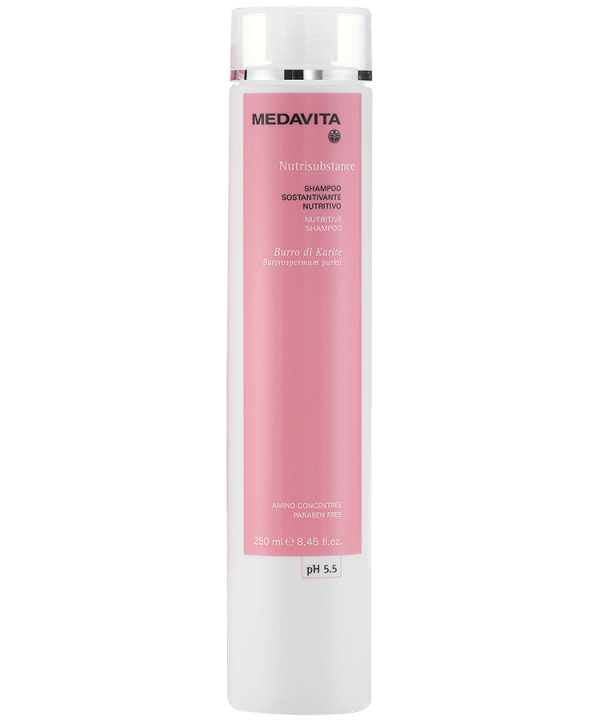 MEDAVITA
Nutrisubstance
SHAMPOO
SOSTANTIVANTE
NUTRITIVO
NUTRITIVE
SHAMPOO
Burro di Karitè
Butyrospermum parkii
AMINO CONCENTRÉE
PARABEN FREE
250 ml ℮ 8.45 fl.oz.
pH 5.5